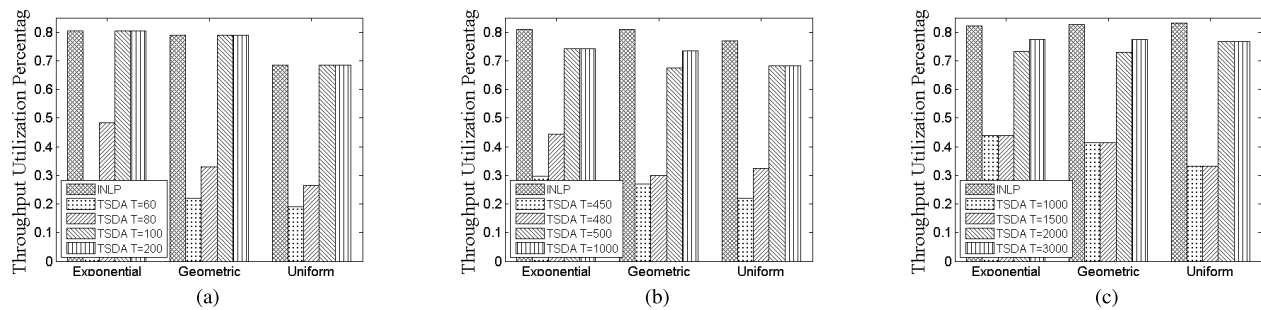 Throughput Utilization Percentag
0.8
0.7
0.6
0.5
0.4
0.3
0.2
0.1
0
INLP
TSDA T=60
TSDA T=80
TSDA T=100
TSDA T=200
Exponential Geometric Uniform
(a)
Throughput Utilization Percentag
0.8
0.7
0.6
0.5
0.4
0.3
0.2
0.1
0
INLP
TSDA T=450
TSDA T=480
TSDA T=500
TSDA T=1000
Exponential Geometric Uniform
(b)
Throughput Utilization Percentag
0.8
0.7
0.6
0.5
0.4
0.3
0.2
0.1
0
INLP
TSDA T=1000
TSDA T=1500
TSDA T=2000
TSDA T=3000
Exponential Geometric Uniform
(c)